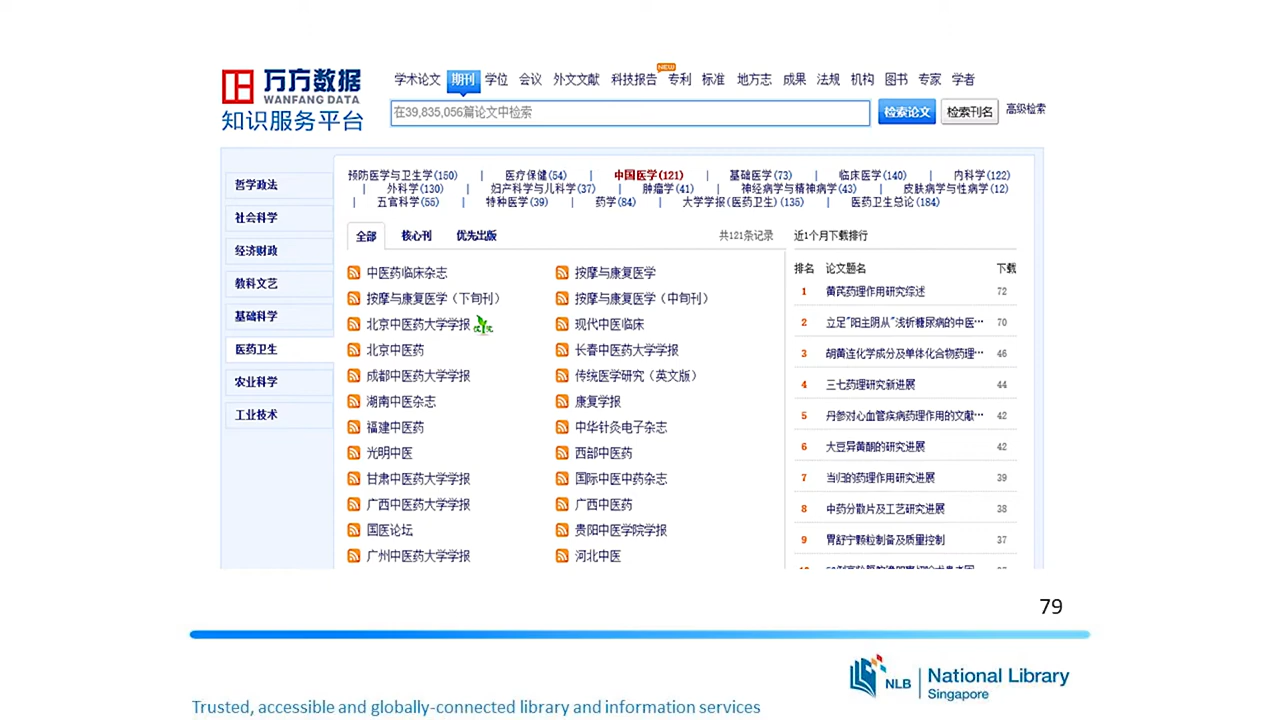 万方数据
WANFANG DATA
知识服务平台
学术论文 期刊 学位 会议 外文文献 科技报告 NEW 专利 标准 地方志 成果 法规 机构 图书 专家 学者
在39,835,056篇论文中检索 检索论文 检索刊名 高级检索
哲学政法
社会科学
经济财政
教科文艺
基础科学
医药卫生
农业科学
工业技术
预防医学与卫生学(150) | 医疗保健(54) | 中国医学(121) | 基础医学(73) | 临床医学(140) | 内科学(122)
| 外科学(130) | 妇产科学与儿科学(37) | 肿瘤学(41) | 神经病学与精神病学(43) | 皮肤病学与性病学(12)
| 五官科学(55) | 特种医学(39) | 药学(84) | 大学学报(医药卫生)(135) | 医药卫生总论(184)
全部 核心刊 优先出版 共121条记录
中医药临床杂志 按摩与康复医学
按摩与康复医学（下旬刊） 按摩与康复医学（中旬刊）
北京中医药大学学报 现代中医临床
北京中医药 长春中医药大学学报
成都中医药大学学报 传统医学研究（英文版）
湖南中医杂志 康复学报
福建中医药 中华针灸电子杂志
光明中医 西部中医药
甘肃中医药大学学报 国际中医中药杂志
广西中医药大学学报 广西中医药
国医论坛 贵阳中医学院学报
广州中医药大学学报 河北中医
近1个月下载排行
排名 论文题名 下载
1 黄芪药理作用研究综述 72
2 立足"阳主阴从"浅析糖尿病的中医… 70
3 胡黄连化学成分及单体化合物药理… 46
4 三七药理研究新进展 44
5 丹参对心血管疾病药理作用的文献… 42
6 大豆异黄酮的研究进展 42
7 当归的药理作用研究进展 39
8 中药分散片及工艺研究进展 38
9 胃舒宁颗粒制备及质量控制 37
79
NLB National Library
Singapore
Trusted, accessible and globally-connected library and information services